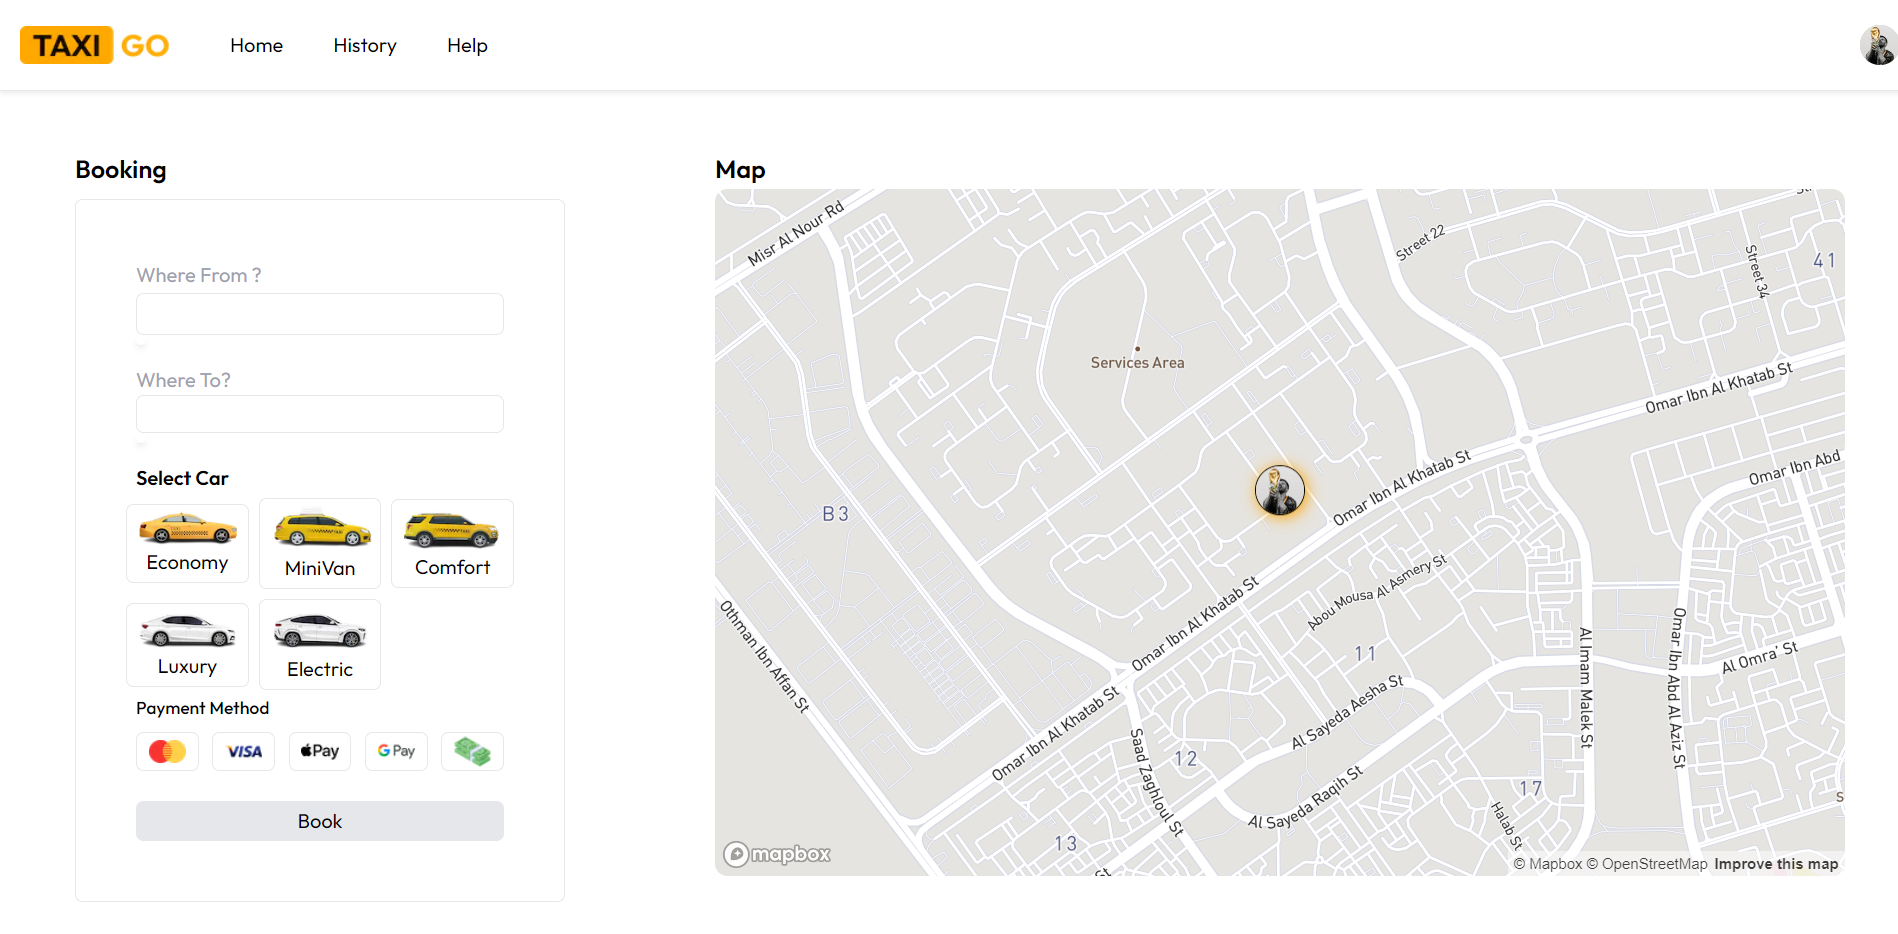 TAXI GO
Home
History
Help
Booking
Where From ?
Where To?
Select Car
Economy
MiniVan
Comfort
Luxury
Electric
Payment Method
VISA
Pay
G Pay
Book
Map
Misr Al Nour Rd
Street 22
Street 34
41
Services Area
Omar Ibn Al Khatab St
Omar Ibn Abd
Omar Ibn Al Khatab St
B3
Abou Mousa Al Asmery St
Omar Ibn Al Khatab St
Othman Ibn Affan St
Omar Ibn Al Khatab St
11
Al Imam Malek St
Omar Ibn Abd Al Aziz St
Al Omra' St
Al Sayeda Aesha St
Omar Ibn Al Khatab St
Saad Zaghloul St
12
Al Sayeda Raqih St
17
Halab St
13
mapbox
© Mapbox © OpenStreetMap Improve this map